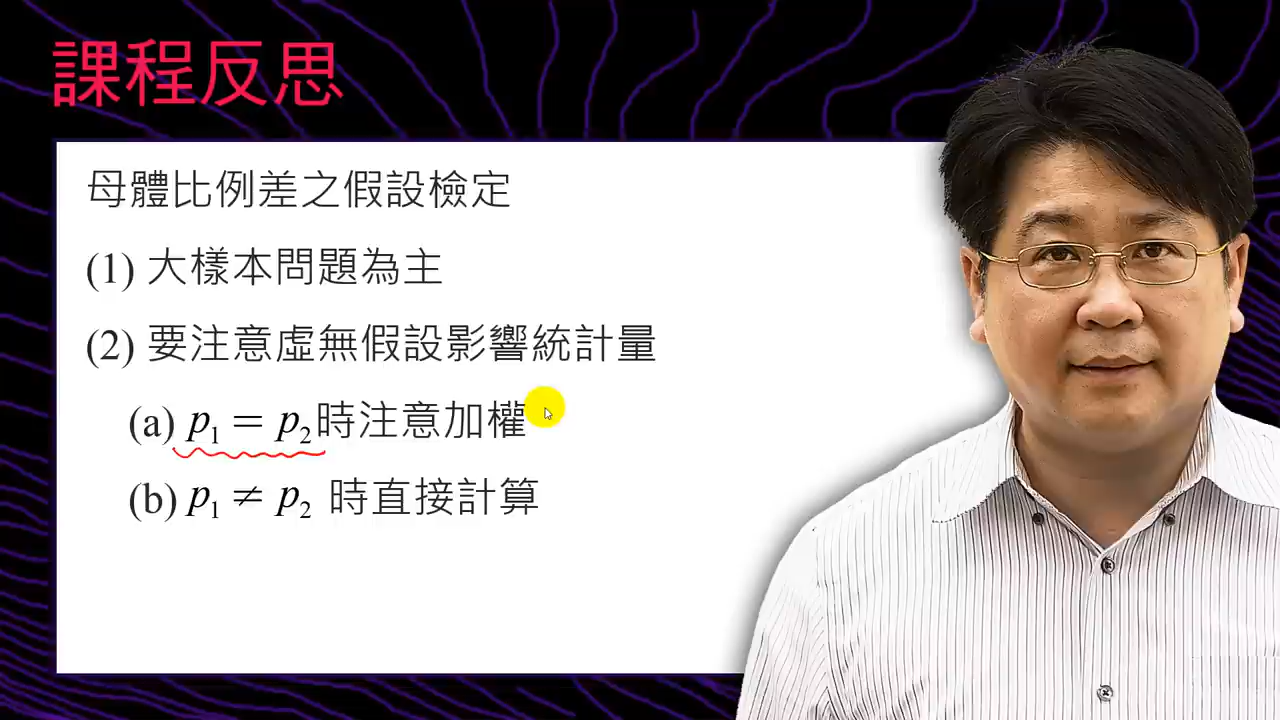 課程反思
母體比例差之假設檢定
(1) 大樣本問題為主
(2) 要注意虛無假設影響統計量
(a) p₁ = p₂ 時注意加權
(b) p₁ ≠ p₂ 時直接計算